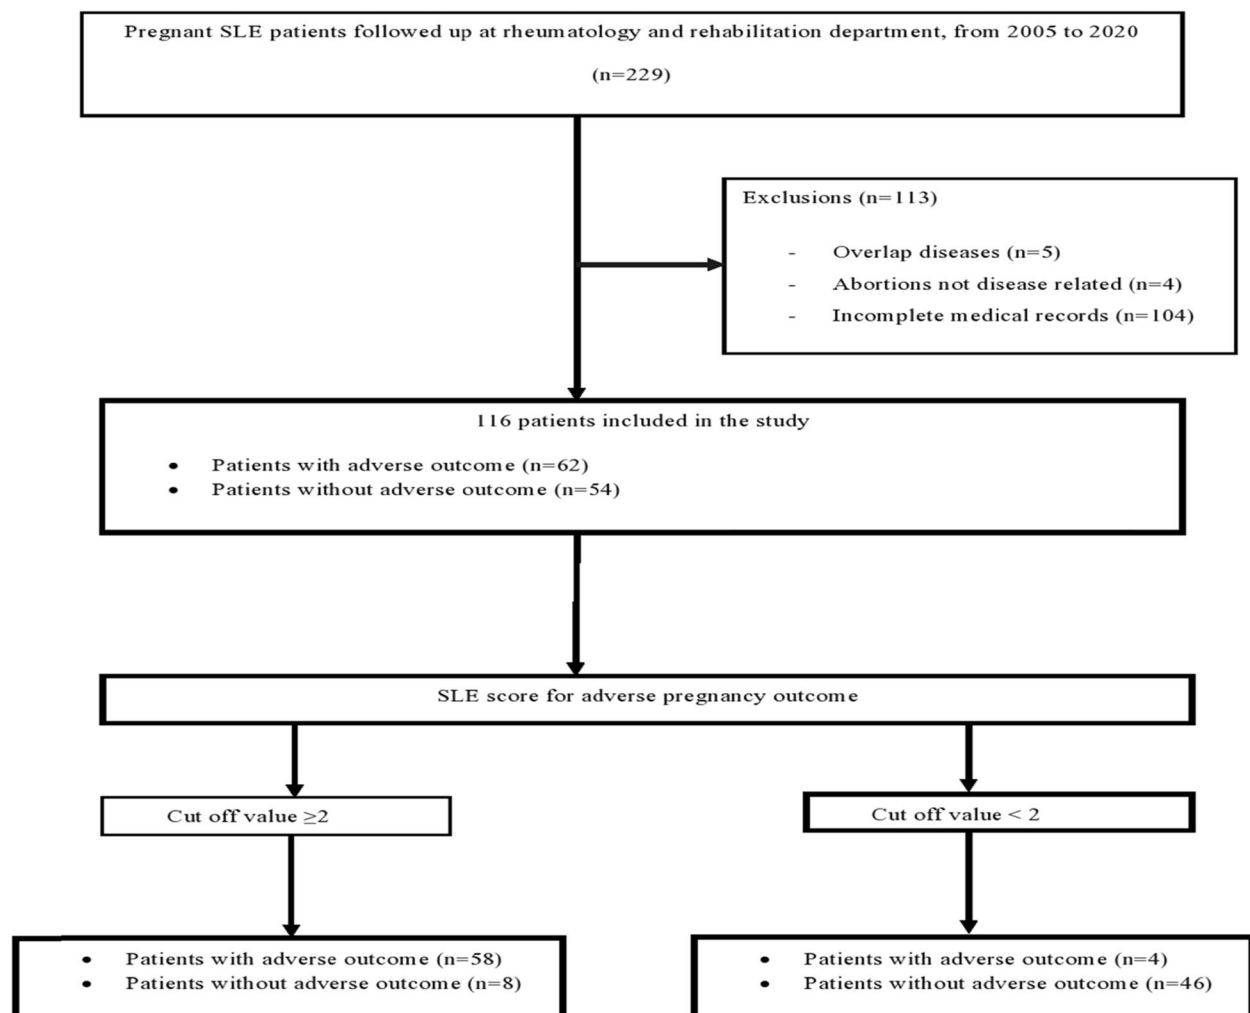 Pregnant SLE patients followed up at rheumatology and rehabilitation department, from 2005 to 2020
(n=229)
Exclusions (n=113)
- Overlap diseases (n=5)
- Abortions not disease related (n=4)
- Incomplete medical records (n=104)
116 patients included in the study
• Patients with adverse outcome (n=62)
• Patients without adverse outcome (n=54)
SLE score for adverse pregnancy outcome
Cut off value ≥2
Cut off value < 2
• Patients with adverse outcome (n=58)
• Patients without adverse outcome (n=8)
• Patients with adverse outcome (n=4)
• Patients without adverse outcome (n=46)